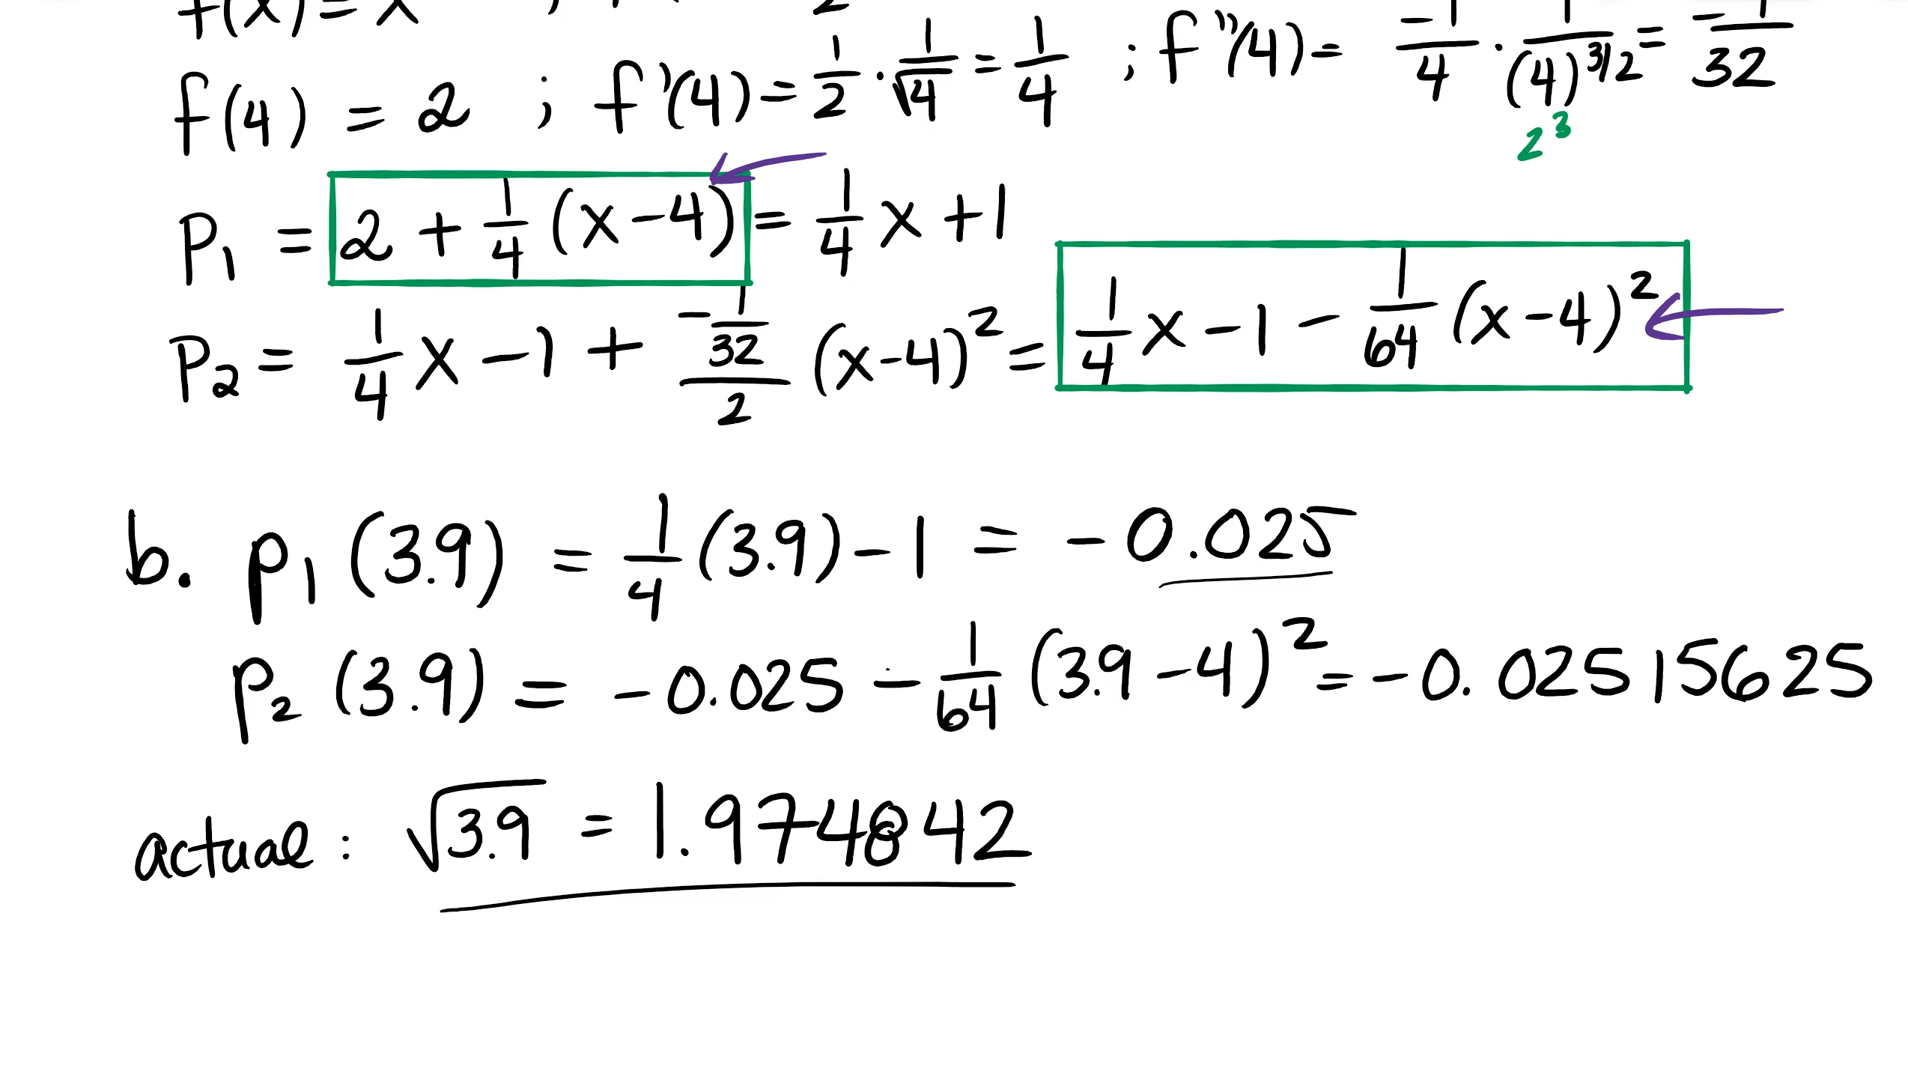 f(x) = x ; 2
f(4) = 2 ; f'(4) = 1/2 · 1/√4 = 1/4 ; f''(4) = -1/4 · 1/(4)^3/2 = -1/32
2^3
P₁ = 2 + 1/4 (x-4) = 1/4 x + 1
P₂ = 1/4 x - 1 + (-1/32)/2 (x-4)² = 1/4 x - 1 - 1/64 (x-4)²
b. P₁ (3.9) = 1/4 (3.9) - 1 = -0.025
P₂ (3.9) = -0.025 - 1/64 (3.9-4)² = -0.02515625
actual : √3.9 = 1.974842